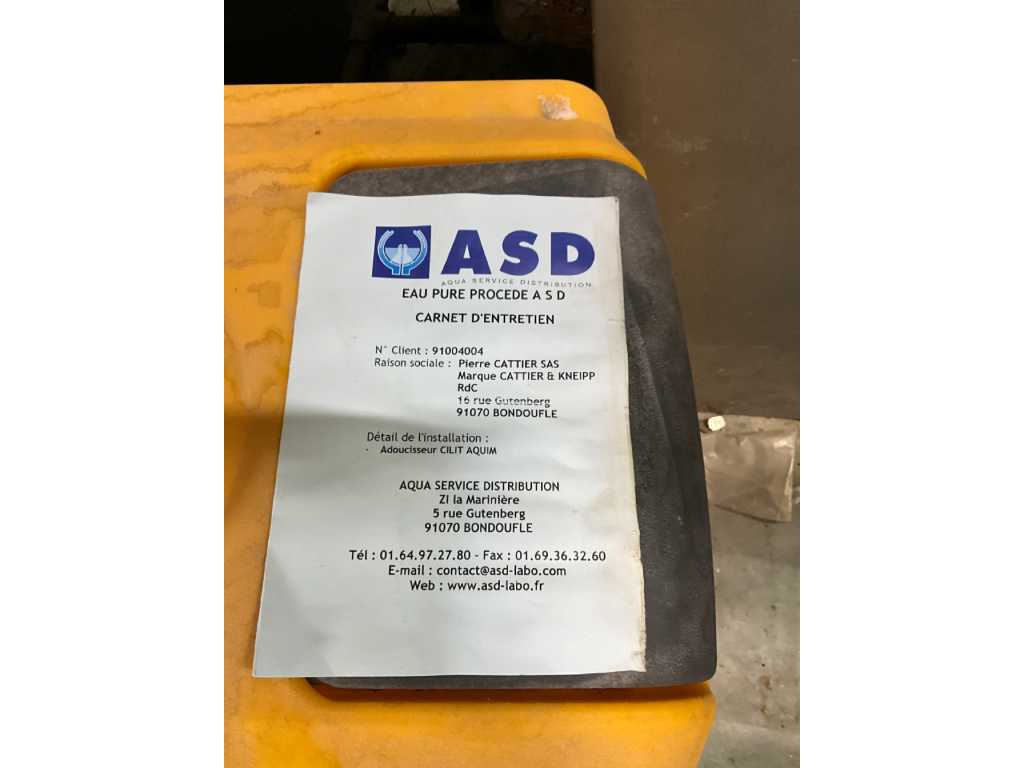 ASD
AQUA SERVICE DISTRIBUTION
EAU PURE PROCEDE A S D
CARNET D'ENTRETIEN
N° Client : 91004004
Raison sociale : Pierre CATTIER SAS
Marque CATTIER & KNEIPP
RdC
16 rue Gutenberg
91070 BONDOUFLE
Détail de l'installation :
- Adoucisseur CILIT AQUIM
AQUA SERVICE DISTRIBUTION
ZI la Marinière
5 rue Gutenberg
91070 BONDOUFLE
Tél : 01.64.97.27.80 - Fax : 01.69.36.32.60
E-mail : contact@asd-labo.com
Web : www.asd-labo.fr